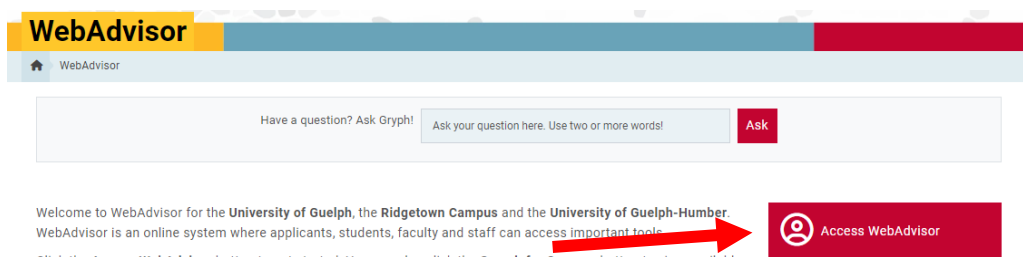 WebAdvisor
WebAdvisor
Have a question? Ask Gryph! Ask your question here. Use two or more words! Ask
Welcome to WebAdvisor for the University of Guelph, the Ridgetown Campus and the University of Guelph-Humber.
WebAdvisor is an online system where applicants, students, faculty and staff can access important tools
Access WebAdvisor